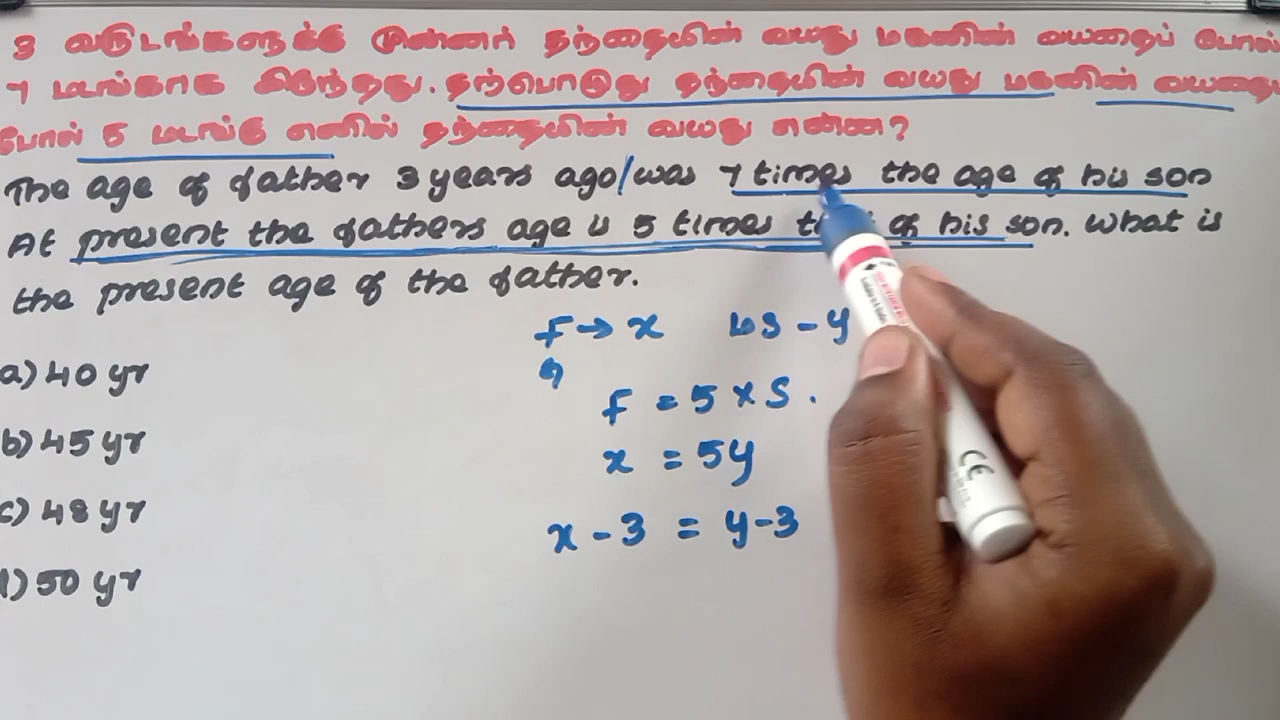 3 வருடங்களுக்கு முன்னர் தந்தையின் வயது மகனின் வயதைப் போல்
7 மடங்காக இருந்தது. தற்பொழுது தந்தையின் வயது மகனின் வயதை
போல் 5 மடங்கு எனில் தந்தையின் வயது என்ன?
The age of father 3 years ago/was 7 times the age of his son
At present the fathers age is 5 times of his son. What is
the present age of the father.
F → x S - y
a) 40 yr
F = 5 x S.
b) 45 yr
x = 5y
c) 48 yr
x - 3 = y - 3
) 50 yr
CE